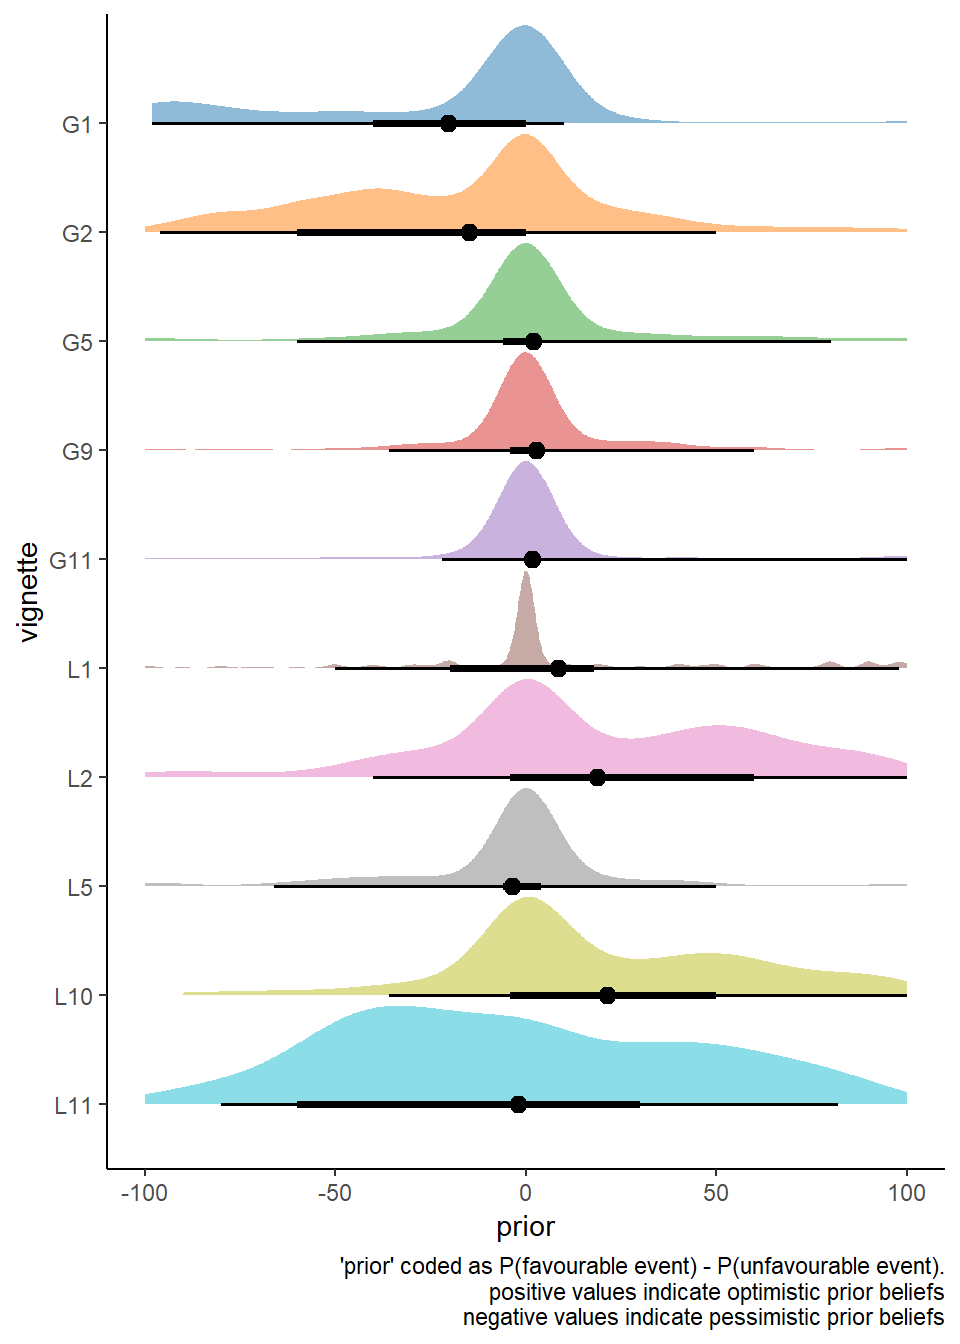 G1
G2
G5
G9
G11
L1
L2
L5
L10
L11
vignette
-100 -50 0 50 100
prior
'prior' coded as P(favourable event) - P(unfavourable event).
positive values indicate optimistic prior beliefs
negative values indicate pessimistic prior beliefs